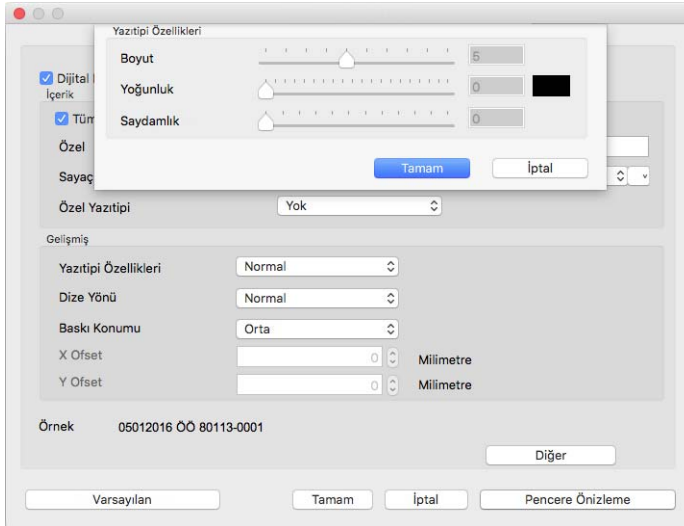 Yazıtipi Özellikleri
Boyut 5
Yoğunluk 0
Saydamlık 0
Tamam İptal
Dijital
İçerik
Tüm
Özel
Sayaç
Özel Yazıtipi Yok
Gelişmiş
Yazıtipi Özellikleri Normal
Dize Yönü Normal
Baskı Konumu Orta
X Ofset 0 Milimetre
Y Ofset 0 Milimetre
Örnek 05012016 ÖÖ 80113-0001
Diğer
Varsayılan Tamam İptal Pencere Önizleme